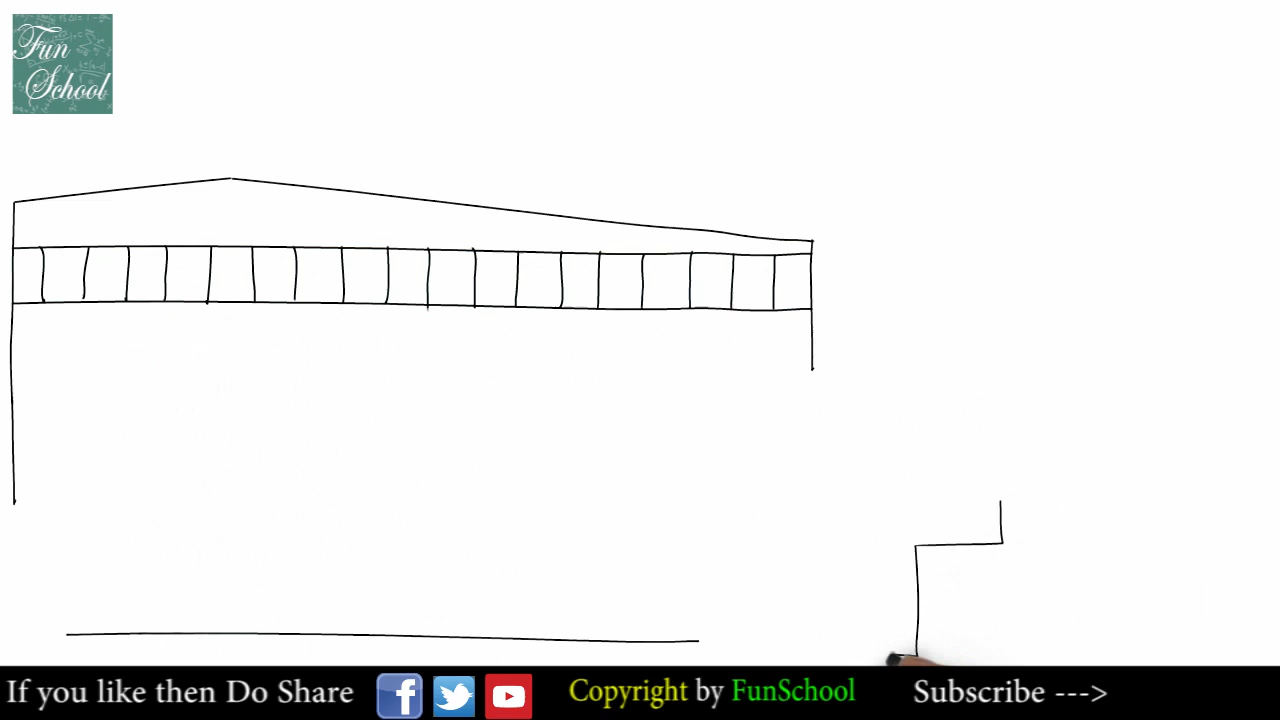 Fun
School
If you like then Do Share
Copyright by FunSchool
Subscribe --->